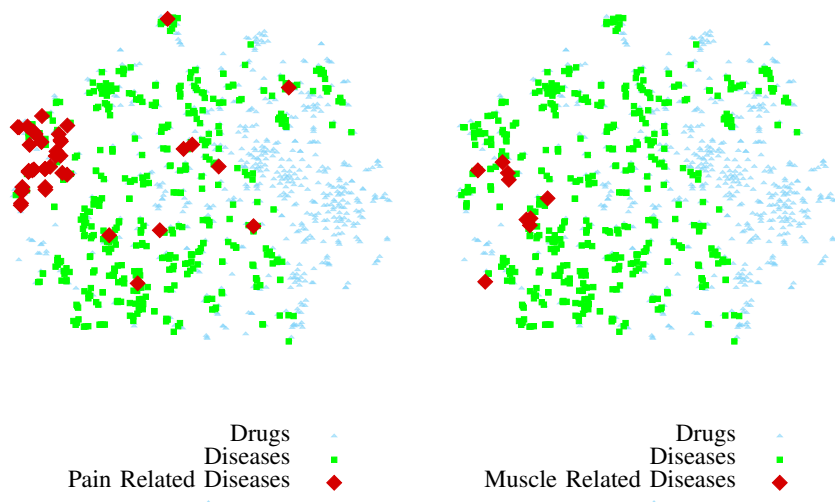 Drugs
Diseases
Pain Related Diseases
Drugs
Diseases
Muscle Related Diseases